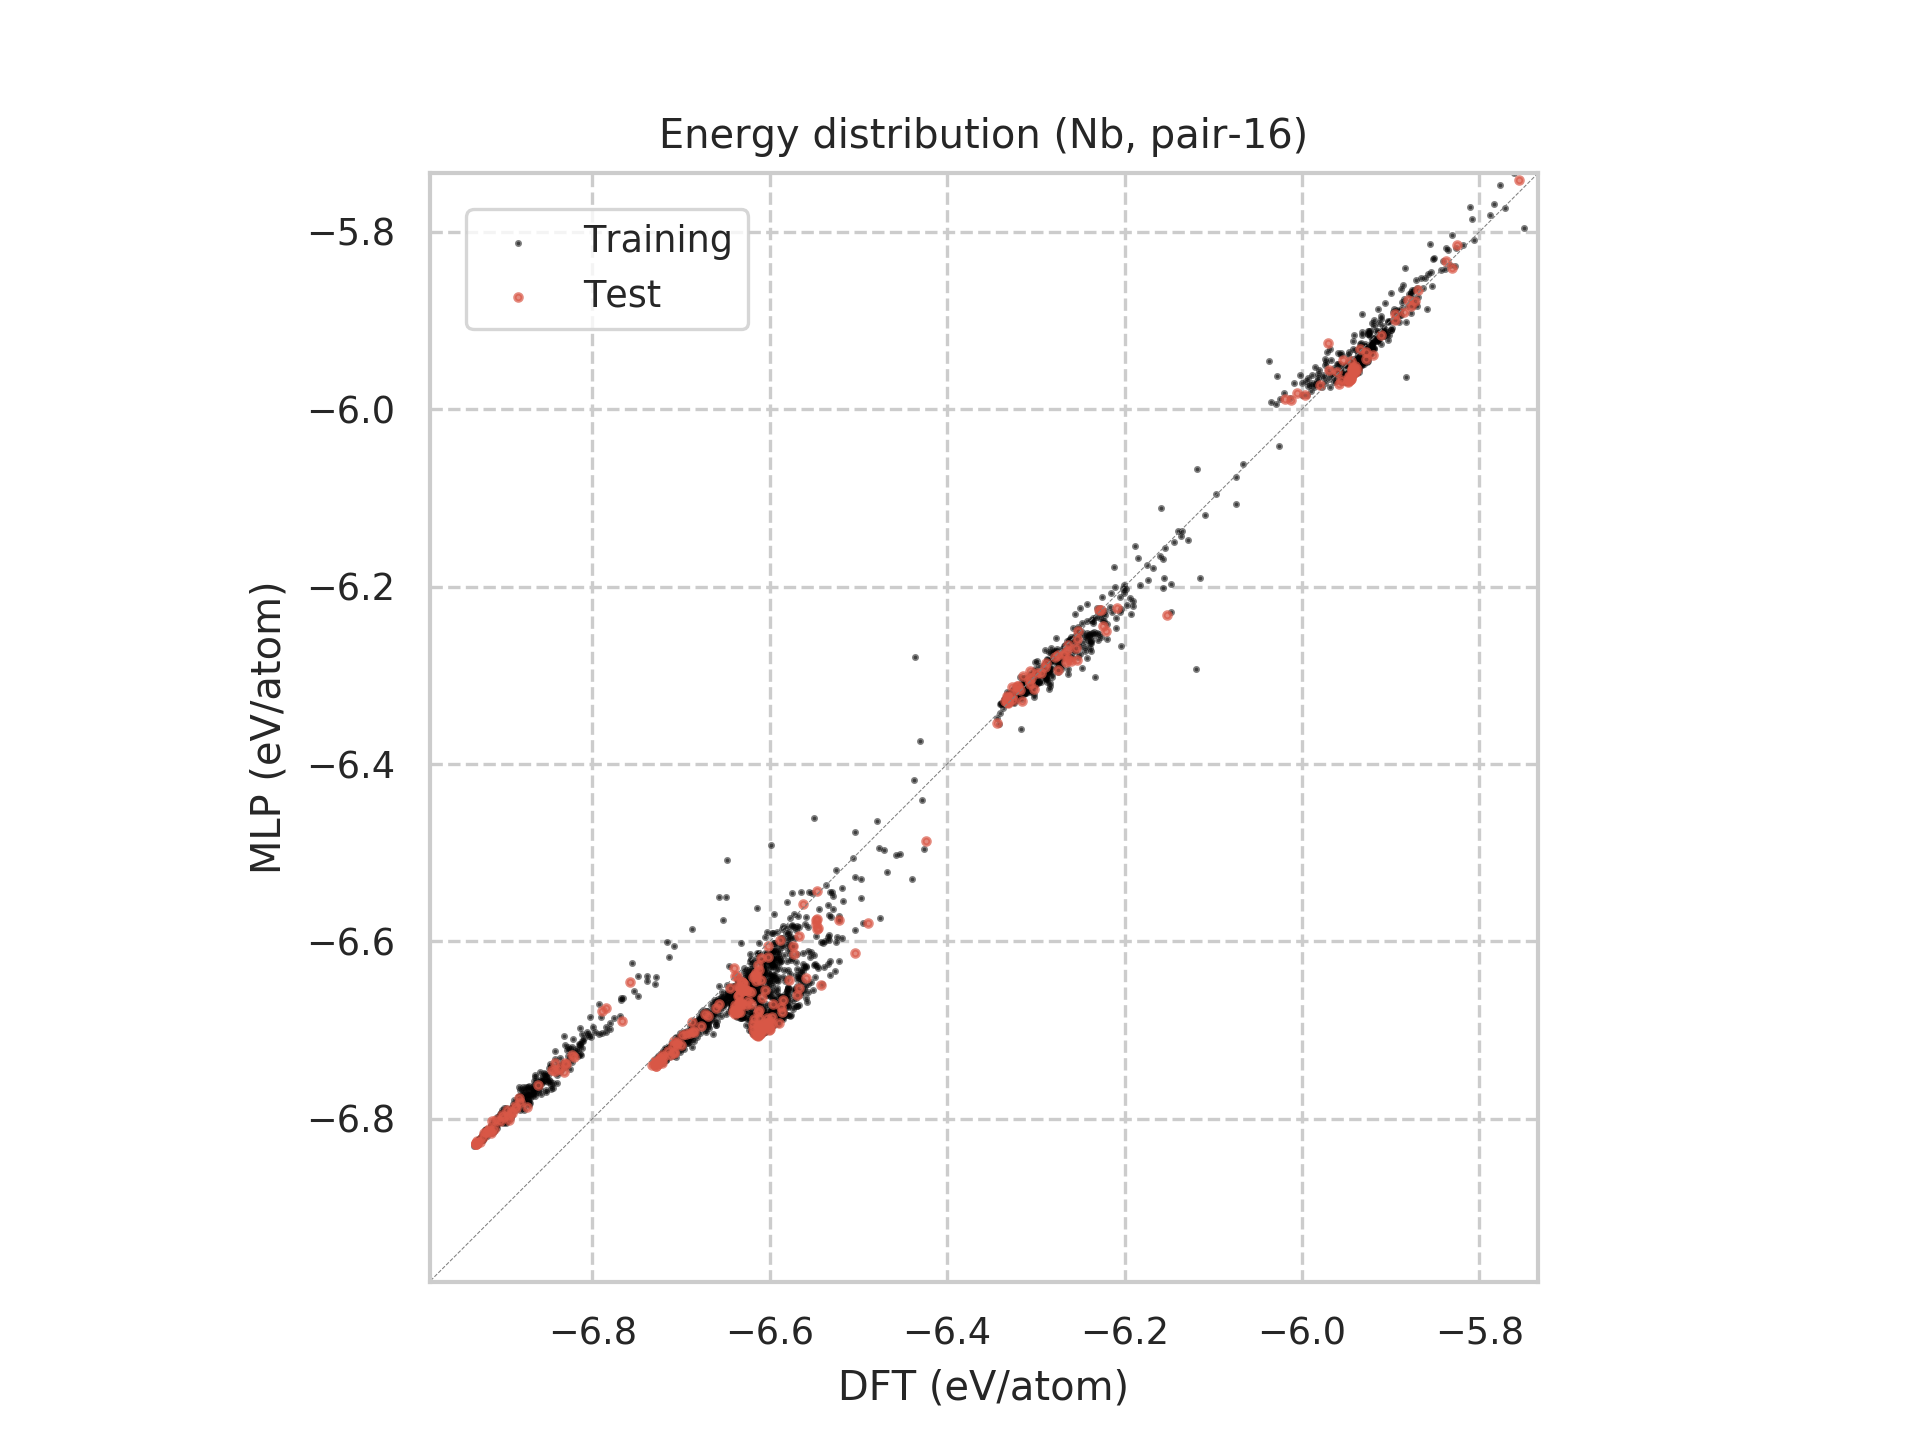 Energy distribution (Nb, pair-16)
Training
Test
MLP (eV/atom)
−5.8
−6.0
−6.2
−6.4
−6.6
−6.8
−6.8 −6.6 −6.4 −6.2 −6.0 −5.8
DFT (eV/atom)